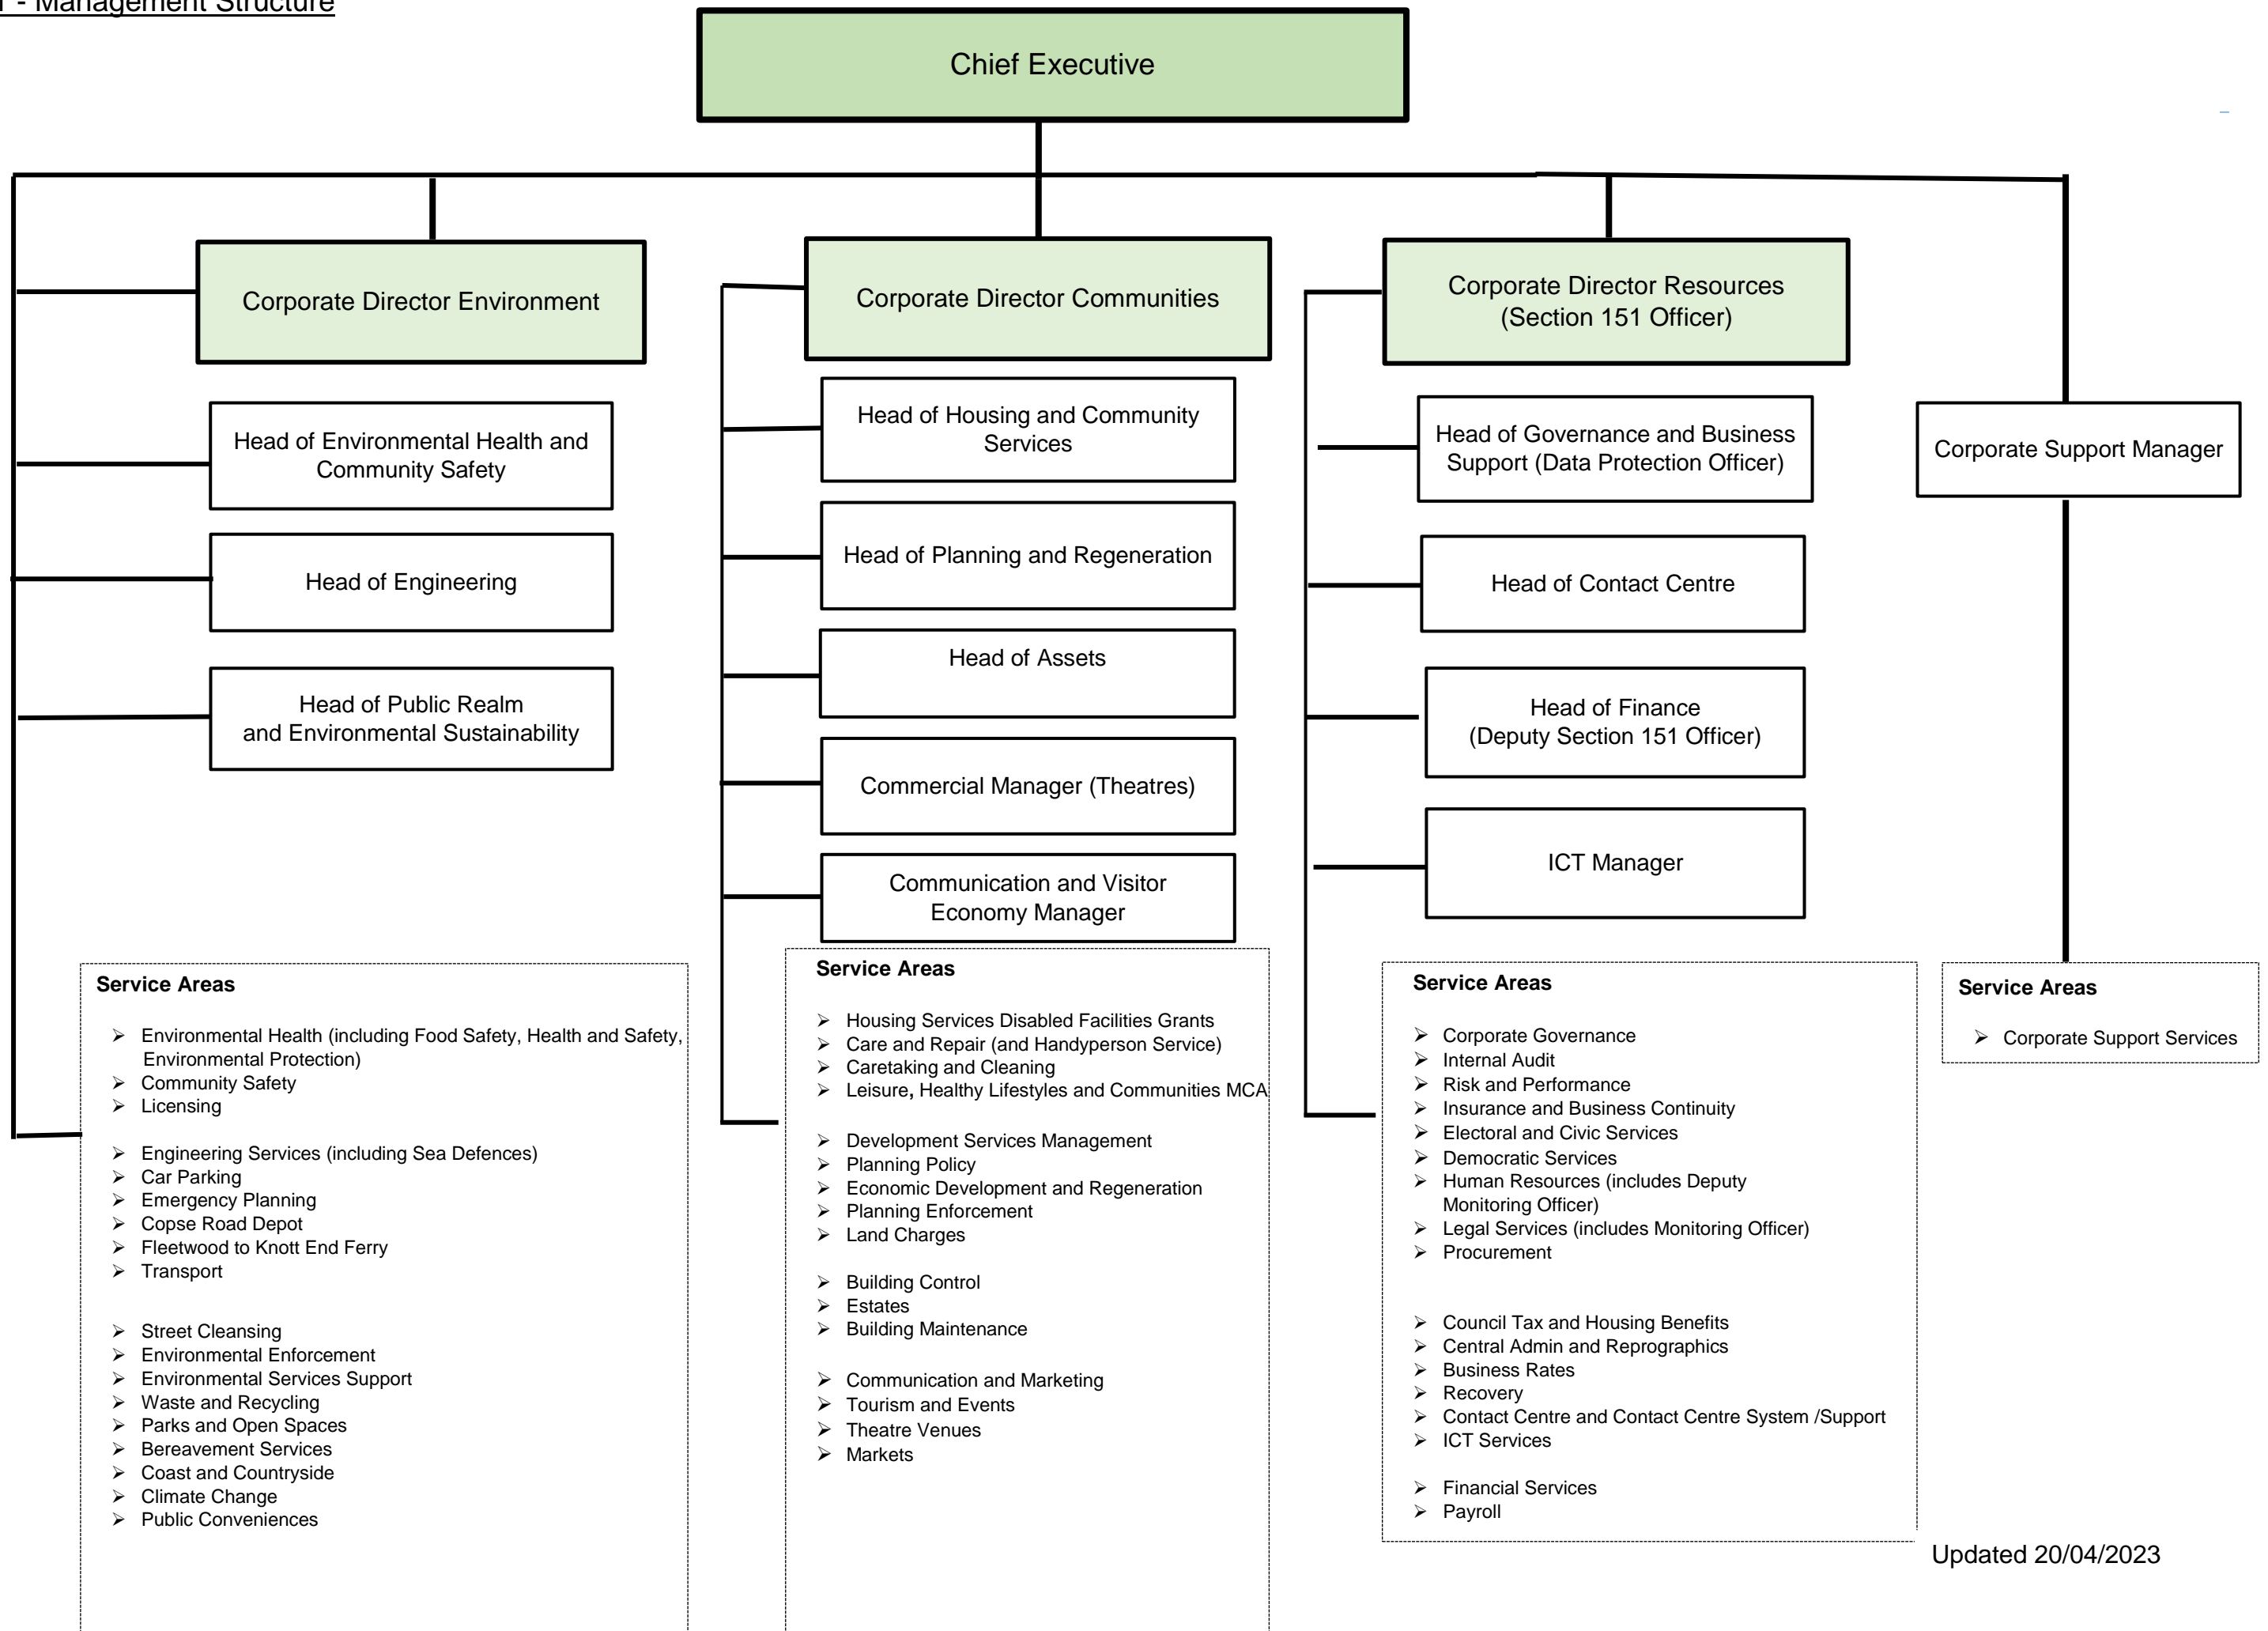 - Management Structure
Chief Executive
Corporate Director Environment
Head of Environmental Health and
Community Safety
Head of Engineering
Head of Public Realm
and Environmental Sustainability
Service Areas
➢ Environmental Health (including Food Safety, Health and Safety,
Environmental Protection)
➢ Community Safety
➢ Licensing
➢ Engineering Services (including Sea Defences)
➢ Car Parking
➢ Emergency Planning
➢ Copse Road Depot
➢ Fleetwood to Knott End Ferry
➢ Transport
➢ Street Cleansing
➢ Environmental Enforcement
➢ Environmental Services Support
➢ Waste and Recycling
➢ Parks and Open Spaces
➢ Bereavement Services
➢ Coast and Countryside
➢ Climate Change
➢ Public Conveniences
Corporate Director Communities
Head of Housing and Community
Services
Head of Planning and Regeneration
Head of Assets
Commercial Manager (Theatres)
Communication and Visitor
Economy Manager
Service Areas
➢ Housing Services Disabled Facilities Grants
➢ Care and Repair (and Handyperson Service)
➢ Caretaking and Cleaning
➢ Leisure, Healthy Lifestyles and Communities MCA
➢ Development Services Management
➢ Planning Policy
➢ Economic Development and Regeneration
➢ Planning Enforcement
➢ Land Charges
➢ Building Control
➢ Estates
➢ Building Maintenance
➢ Communication and Marketing
➢ Tourism and Events
➢ Theatre Venues
➢ Markets
Corporate Director Resources
(Section 151 Officer)
Head of Governance and Business
Support (Data Protection Officer)
Head of Contact Centre
Head of Finance
(Deputy Section 151 Officer)
ICT Manager
Service Areas
➢ Corporate Governance
➢ Internal Audit
➢ Risk and Performance
➢ Insurance and Business Continuity
➢ Electoral and Civic Services
➢ Democratic Services
➢ Human Resources (includes Deputy
Monitoring Officer)
➢ Legal Services (includes Monitoring Officer)
➢ Procurement
➢ Council Tax and Housing Benefits
➢ Central Admin and Reprographics
➢ Business Rates
➢ Recovery
➢ Contact Centre and Contact Centre System /Support
➢ ICT Services
➢ Financial Services
➢ Payroll
Corporate Support Manager
Service Areas
➢ Corporate Support Services
Updated 20/04/2023